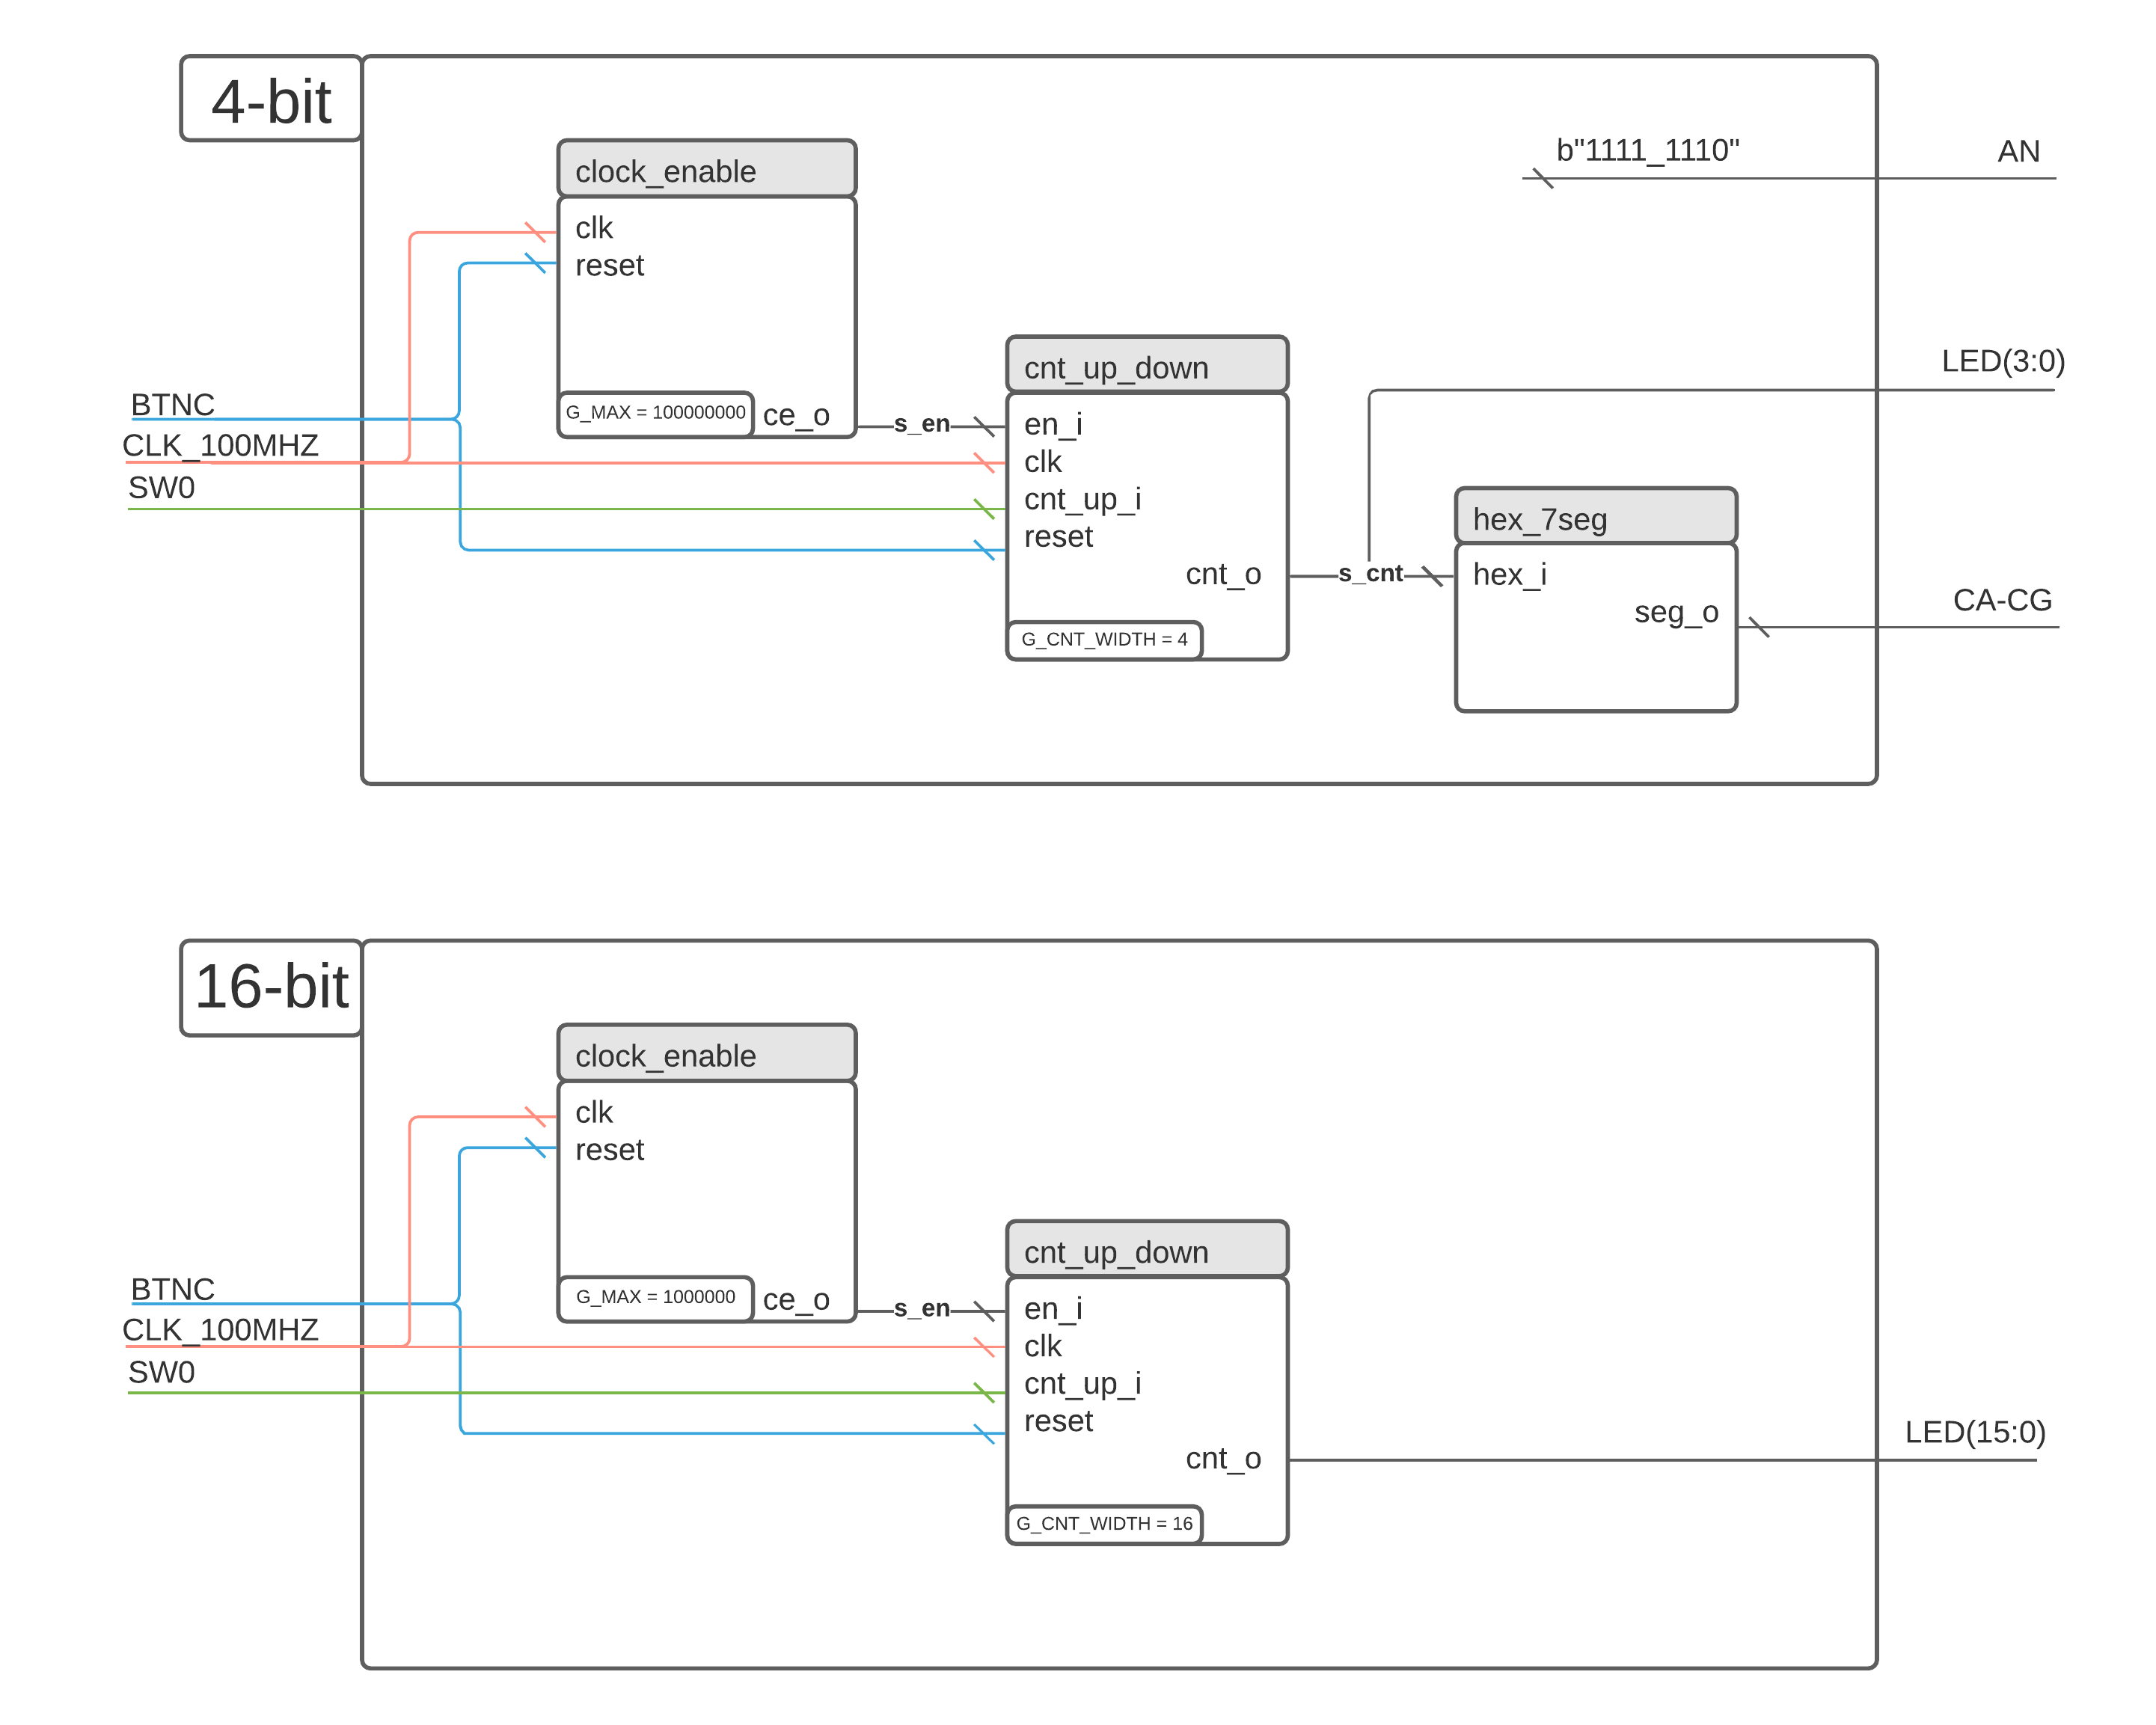 4-bit
clock_enable
b"1111_1110"
AN
clk
reset
LED(3:0)
cnt_up_down
BTNC
G_MAX = 100000000
ce_o
s_en
en_i
CLK_100MHZ
clk
SW0
cnt_up_i
hex_7seg
reset
cnt_o
s_cnt
hex_i
CA-CG
seg_o
G_CNT_WIDTH = 4
16-bit
clock_enable
clk
reset
cnt_up_down
BTNC
G_MAX = 1000000
ce_o
s_en
en_i
CLK_100MHZ
clk
SW0
cnt_up_i
reset
LED(15:0)
cnt_o
G_CNT_WIDTH = 16